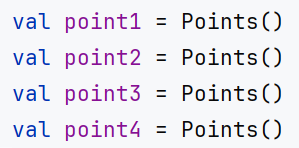 val point1 = Points()
val point2 = Points()
val point3 = Points()
val point4 = Points()